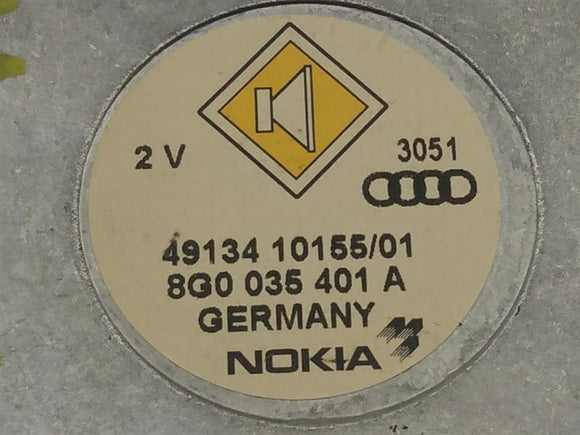 2 V
3051
49134 10155/01
8G0 035 401 A
GERMANY
NOKIA